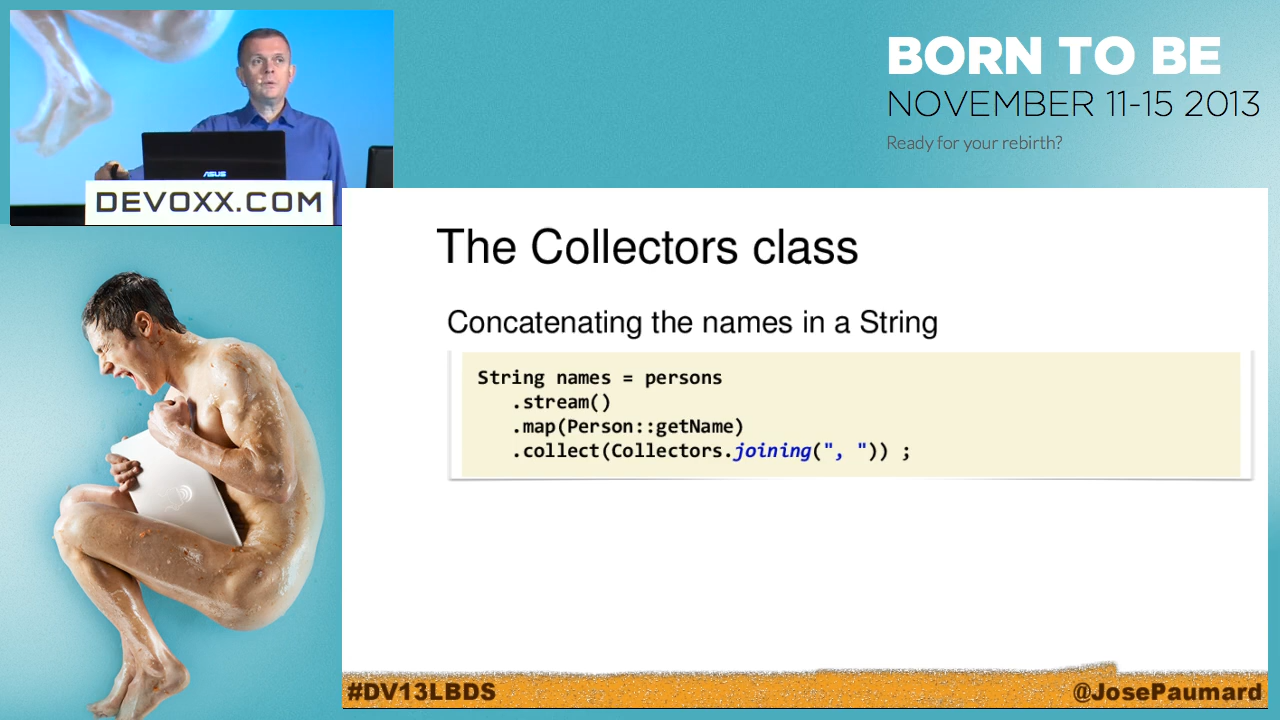 BORN TO BE
NOVEMBER 11-15 2013
Ready for your rebirth?
ASUS
DEVOXX.COM
The Collectors class
Concatenating the names in a String
String names = persons
.stream()
.map(Person::getName)
.collect(Collectors.joining(", ")) ;
#DV13LBDS
@JosePaumard